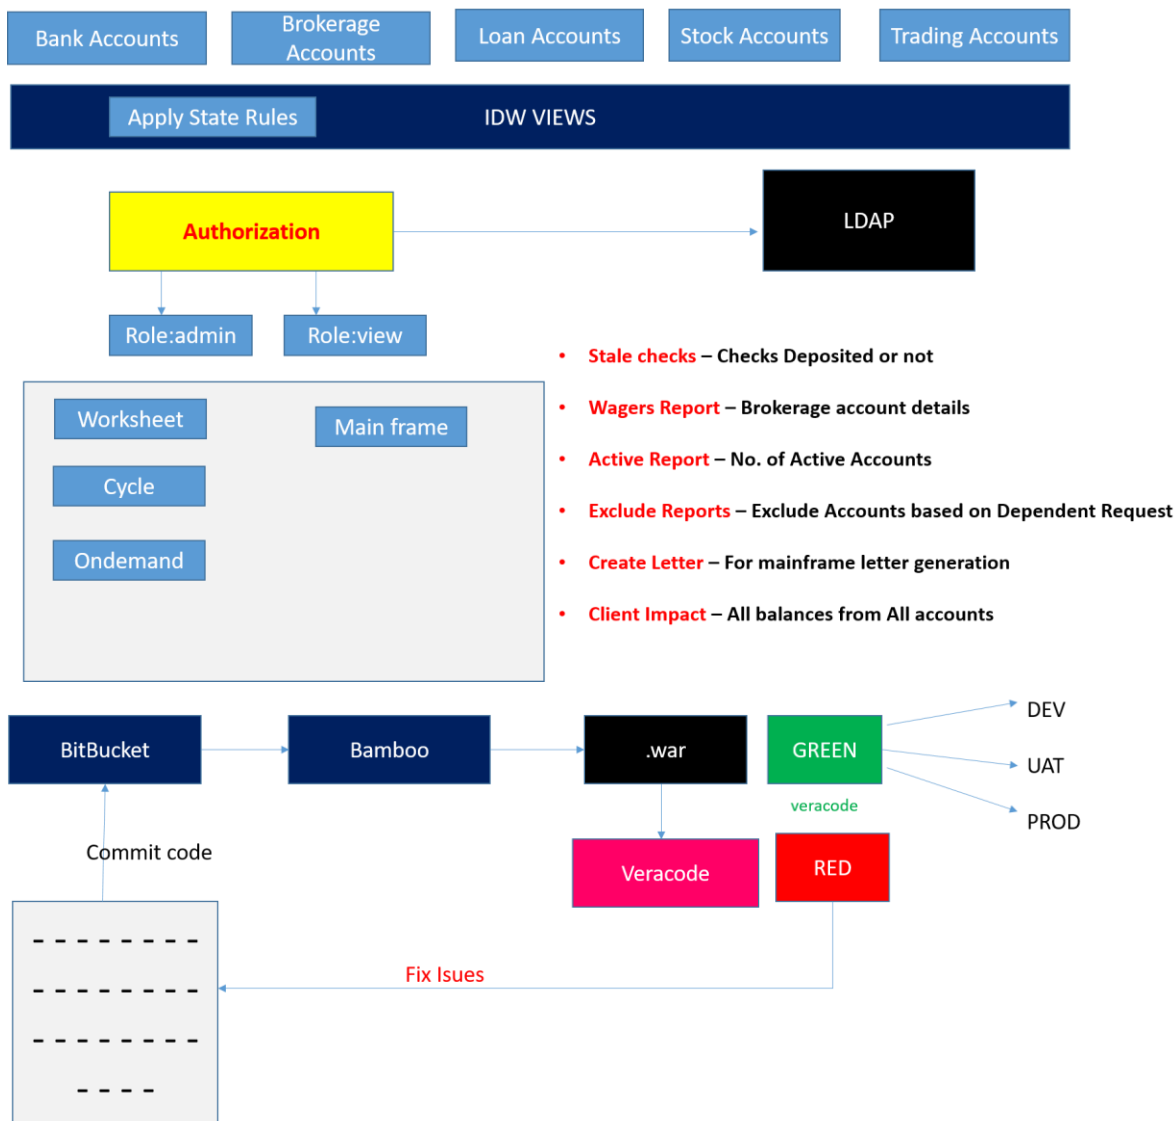 Bank Accounts
Brokerage
Accounts
Loan Accounts
Stock Accounts
Trading Accounts
Apply State Rules
IDW VIEWS
Authorization
LDAP
Role:admin
Role:view
Worksheet
Main frame
Cycle
Ondemand
• Stale checks – Checks Deposited or not
• Wagers Report – Brokerage account details
• Active Report – No. of Active Accounts
• Exclude Reports – Exclude Accounts based on Dependent Request
• Create Letter – For mainframe letter generation
• Client Impact – All balances from All accounts
BitBucket
Bamboo
.war
GREEN
veracode
DEV
UAT
PROD
Commit code
Veracode
RED
Fix Isues
– – – – – – – –
– – – – – – – –
– – – – – – – –
– – – –